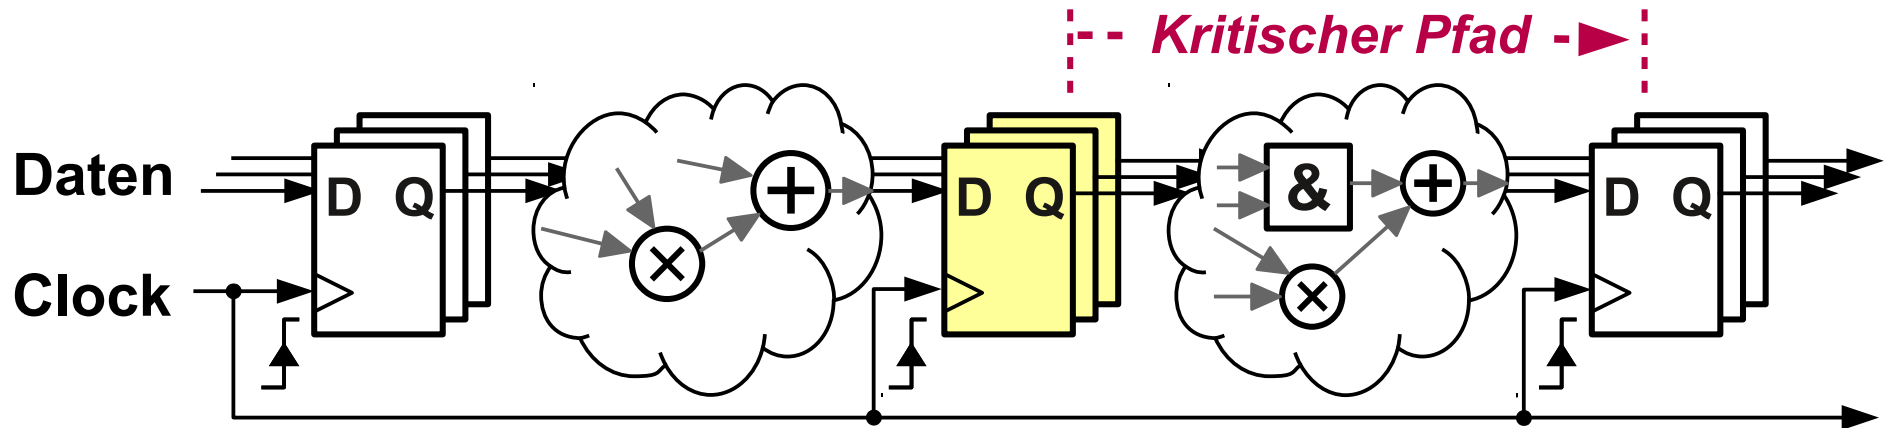 Kritischer Pfad
Daten
D Q
D Q
&
D Q
Clock